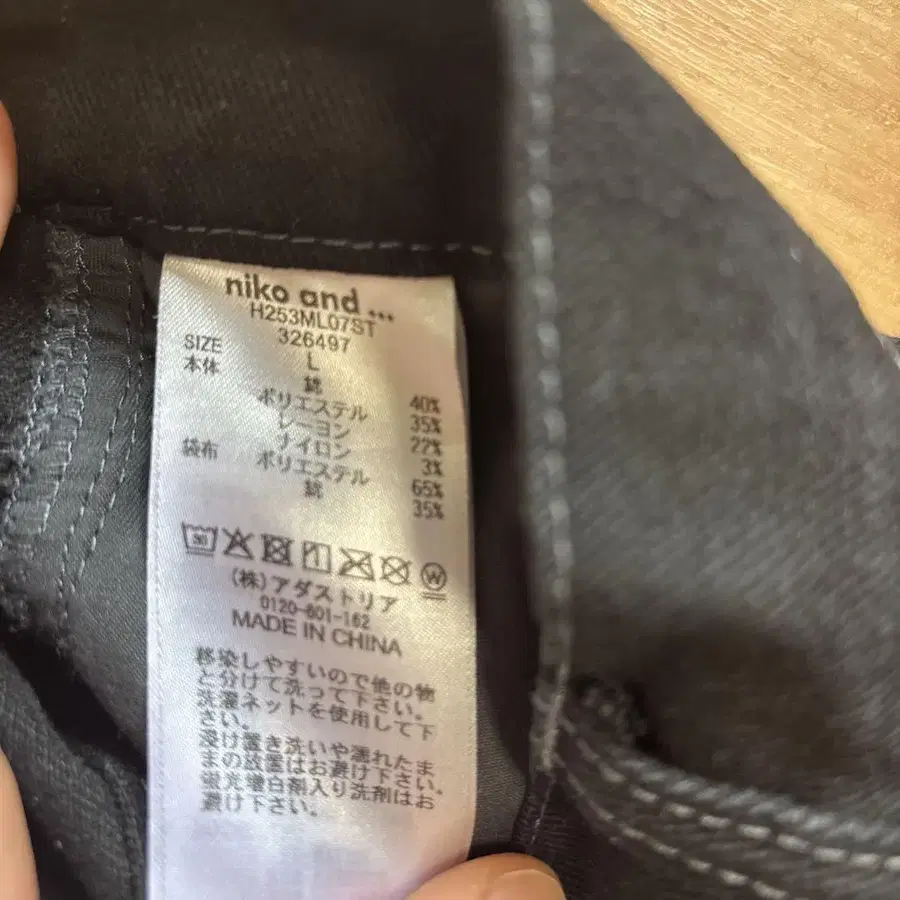 niko and ...
H253ML07ST
326497
SIZE L
本体 綿 40%
ポリエステル 35%
レーヨン 22%
ナイロン 3%
袋布 ポリエステル 65%
綿 35%
30
W
(株)アダストリア
0120-601-162
MADE IN CHINA
移染しやすいので他の物
と分けて洗って下さい。
洗濯ネットを使用して下
さい。
浸け置き洗いや濡れたま
まの放置はお避け下さい。
蛍光増白剤入り洗剤はお
避け下さい。